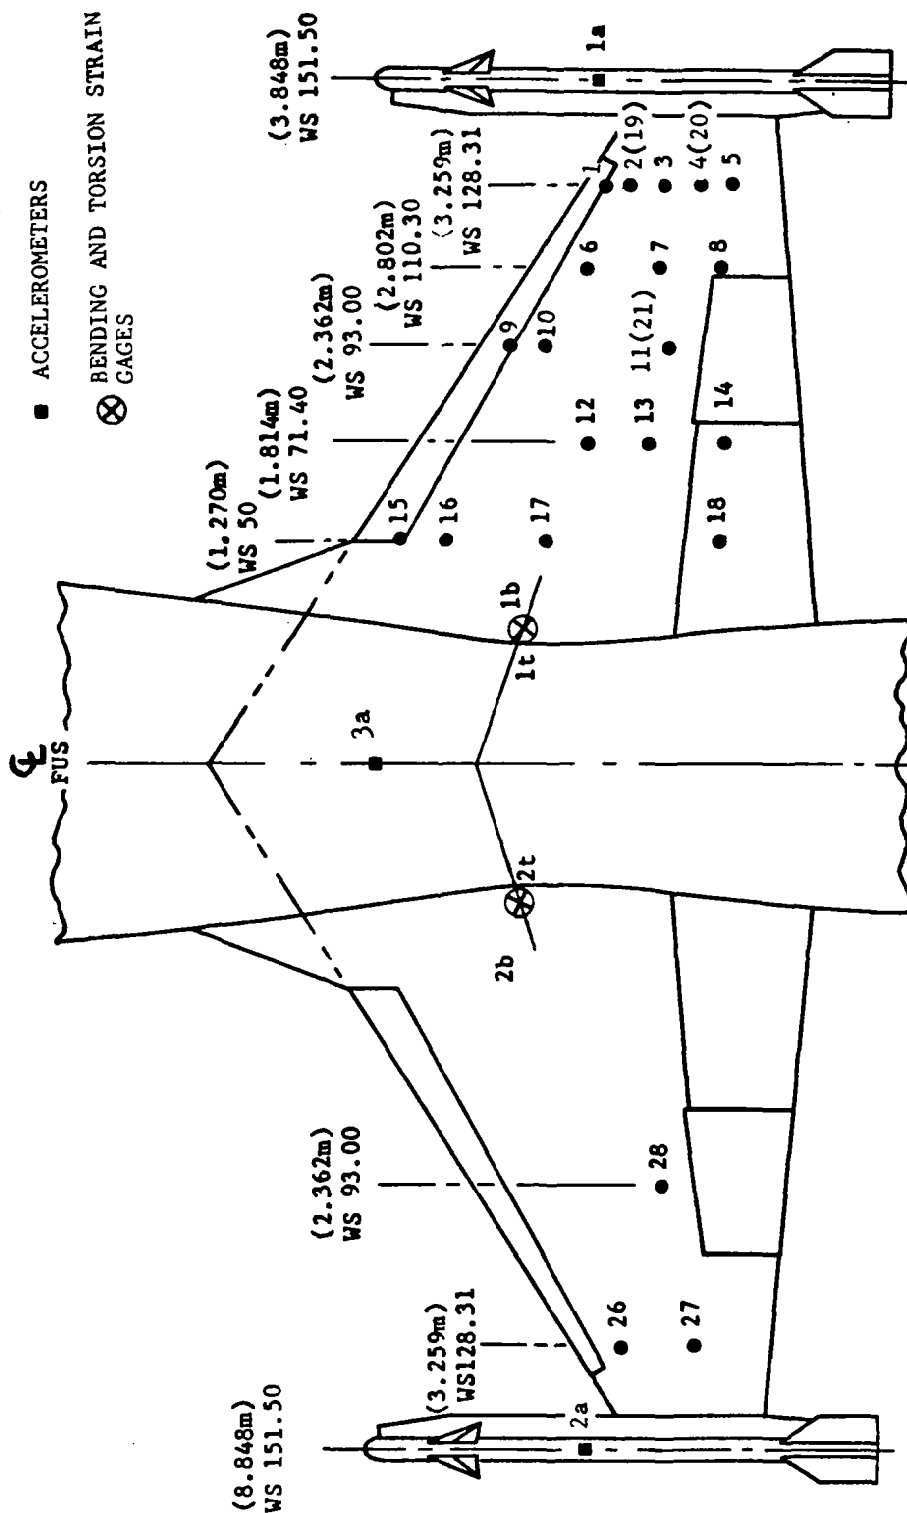 ■ ACCELEROMETERS
⊗ BENDING AND TORSION STRAIN
GAGES
(3.848m)
WS 151.50
(3.259m)
WS 128.31
(2.802m)
WS 110.30
(2.362m)
WS 93.00
(1.814m)
WS 71.40
(1.270m)
WS 50
℄
FUS
1a
1
2(19)
3
4(20)
5
6
7
8
9
10
11(21)
12
13
14
15
16
17
18
1b
1t
3a
2t
2b
(2.362m)
WS 93.00
28
(3.259m)
WS128.31
26
27
(8.848m)
WS 151.50
2a